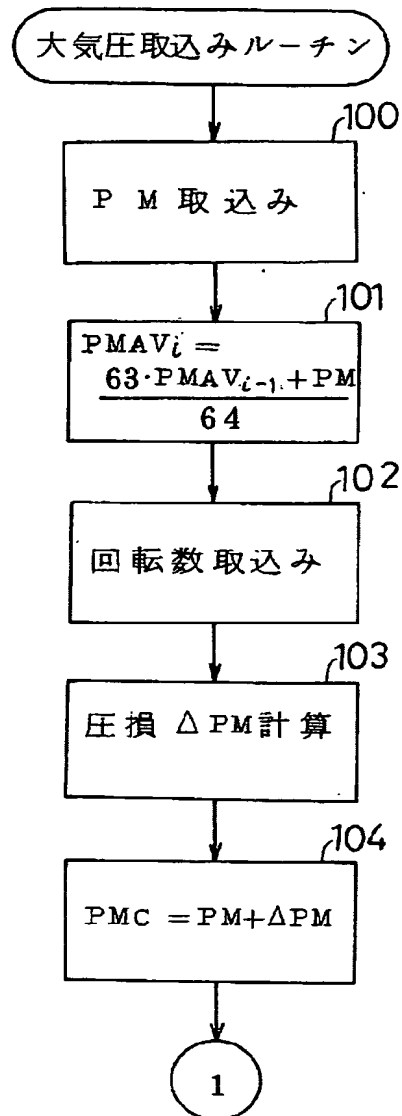 大気圧取込みルーチン
100
PM取込み
101
PMAVi =
63·PMAVi-1+PM
64
102
回転数取込み
103
圧損ΔPM計算
104
PMC=PM+ΔPM
1